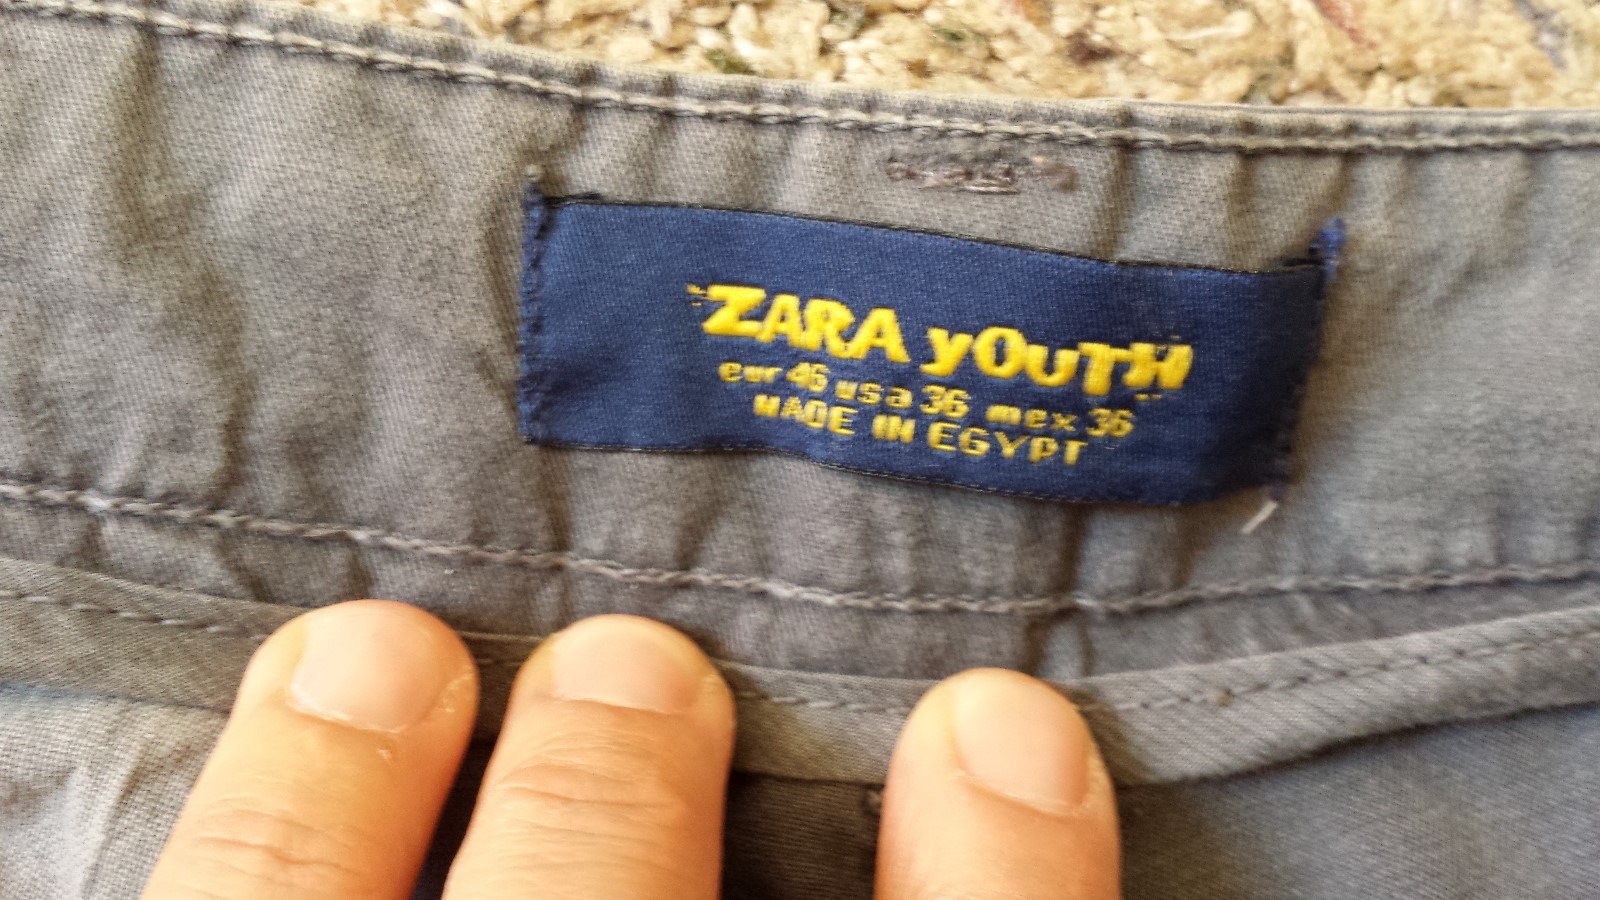 ZARA yOuTH
eur 46 usa 36 mex 36
MADE IN EGYPT